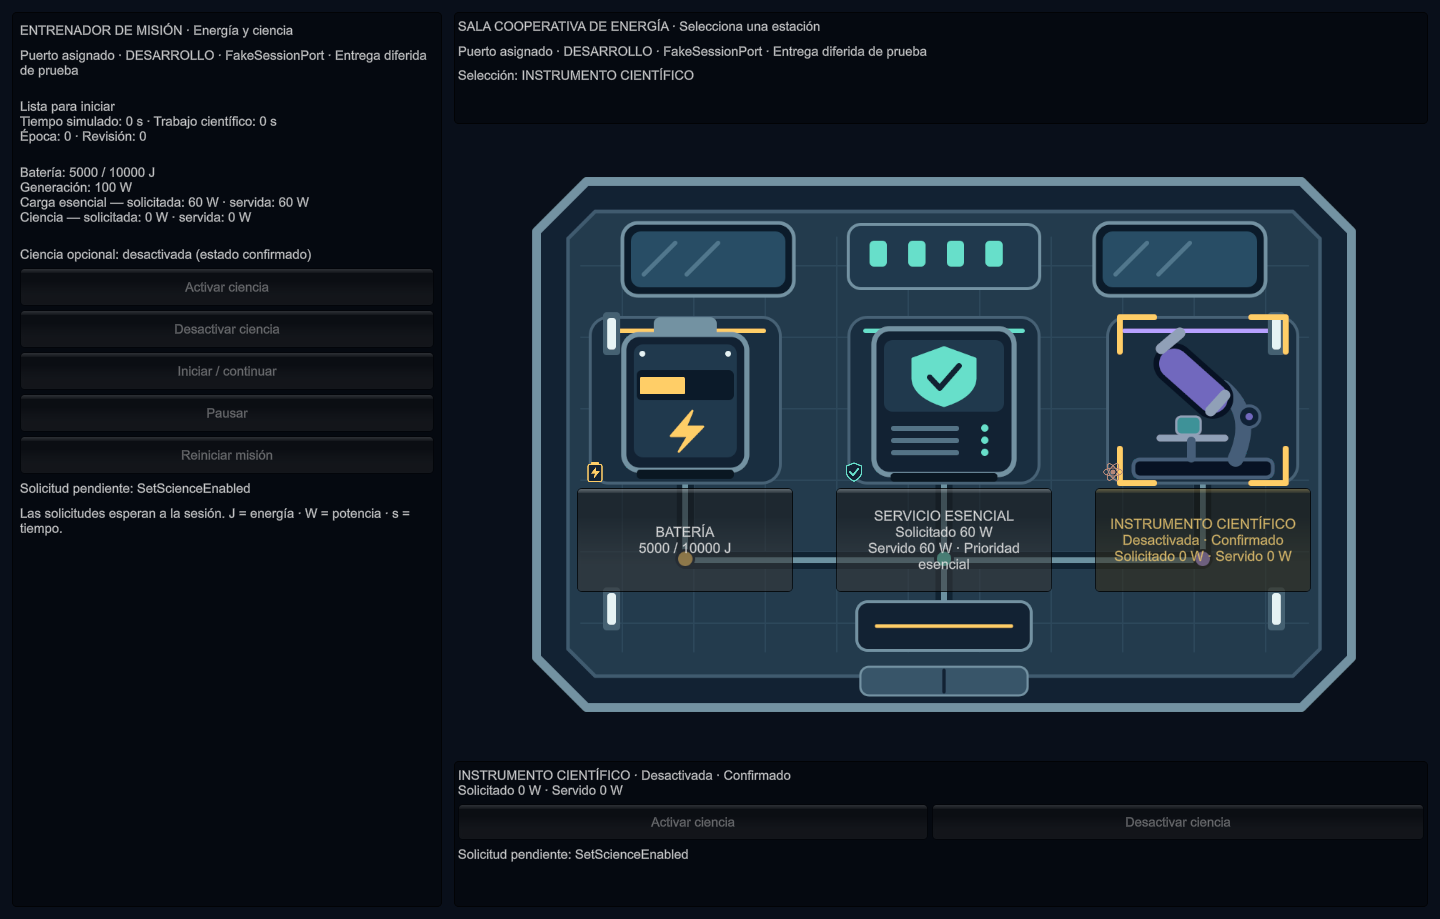 ENTRENADOR DE MISIÓN · Energía y ciencia
Puerto asignado · DESARROLLO · FakeSessionPort · Entrega diferida
de prueba
Lista para iniciar
Tiempo simulado: 0 s · Trabajo científico: 0 s
Época: 0 · Revisión: 0
Batería: 5000 / 10000 J
Generación: 100 W
Carga esencial — solicitada: 60 W · servida: 60 W
Ciencia — solicitada: 0 W · servida: 0 W
Ciencia opcional: desactivada (estado confirmado)
Activar ciencia
Desactivar ciencia
Iniciar / continuar
Pausar
Reiniciar misión
Solicitud pendiente: SetScienceEnabled
Las solicitudes esperan a la sesión. J = energía · W = potencia · s =
tiempo.
SALA COOPERATIVA DE ENERGÍA · Selecciona una estación
Puerto asignado · DESARROLLO · FakeSessionPort · Entrega diferida de prueba
Selección: INSTRUMENTO CIENTÍFICO
BATERÍA
5000 / 10000 J
SERVICIO ESENCIAL
Solicitado 60 W
Servido 60 W · Prioridad
esencial
INSTRUMENTO CIENTÍFICO
Desactivada · Confirmado
Solicitado 0 W · Servido 0 W
INSTRUMENTO CIENTÍFICO · Desactivada · Confirmado
Solicitado 0 W · Servido 0 W
Activar ciencia
Desactivar ciencia
Solicitud pendiente: SetScienceEnabled